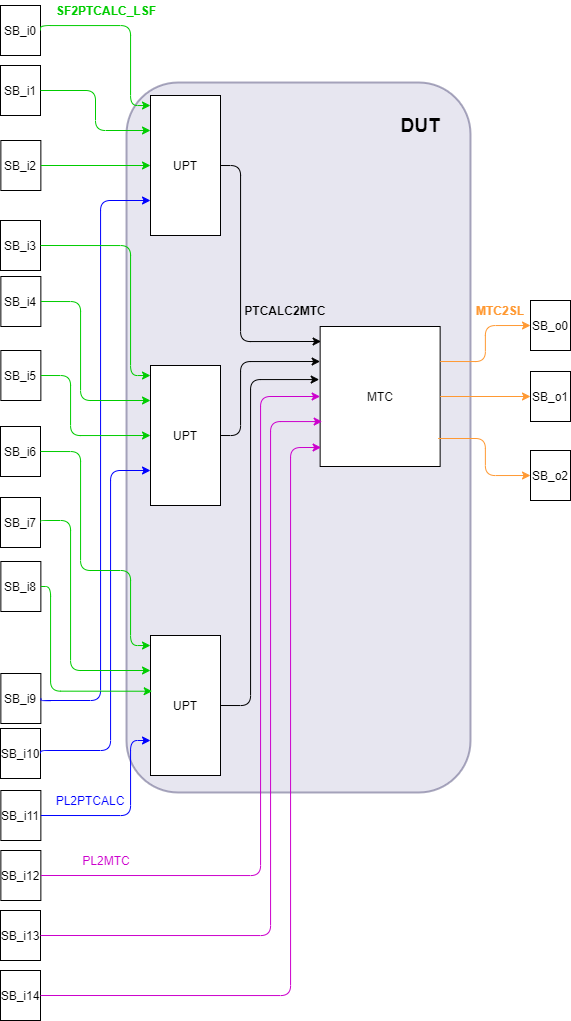 SF2PTCALC_LSF
SB_i0
SB_i1
DUT
SB_i2
UPT
SB_i3
SB_i4
PTCALC2MTC
MTC2SL
SB_o0
SB_i5
MTC
SB_o1
UPT
SB_i6
SB_o2
SB_i7
SB_i8
SB_i9
UPT
SB_i10
PL2PTCALC
SB_i11
PL2MTC
SB_i12
SB_i13
SB_i14